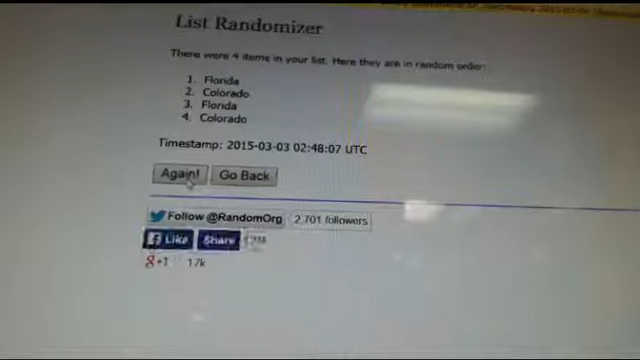 List Randomizer
There were 4 items in your list. Here they are in random order:
1. Florida
2. Colorado
3. Florida
4. Colorado
Timestamp: 2015-03-03 02:48:07 UTC
Again! Go Back
Follow @RandomOrg 2,701 followers
Like Share
g+1 17k